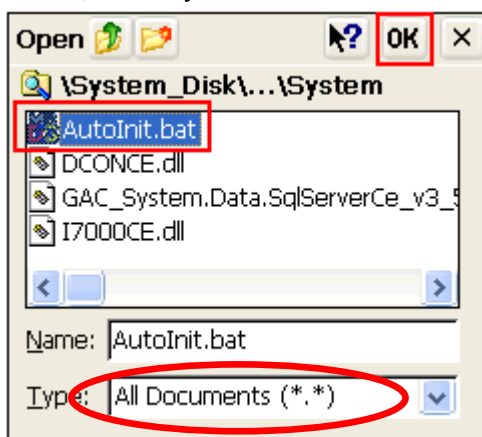 Open ? OK ×
\System_Disk\...\System
AutoInit.bat
DCONCE.dll
GAC_System.Data.SqlServerCe_v3_5
I7000CE.dll
Name: AutoInit.bat
Type: All Documents (*.*)